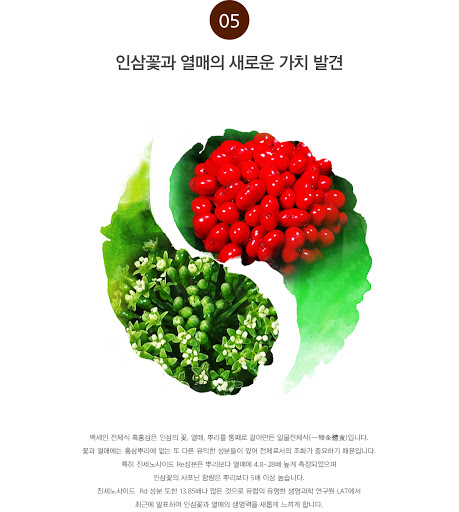 05
인삼꽃과 열매의 새로운 가치 발견
백세인 전체식 흑홍삼은 인삼의 꽃, 열매, 뿌리를 통째로 갈아만든 일물전체식(一物全體食)입니다.
꽃과 열매에는 홍삼뿌리에 없는 또 다른 유익한 성분들이 있어 전체로서의 조화가 중요하기 때문입니다.
특히 진세노사이드 Re성분은 뿌리보다 열매에 4.8~28배 높게 측정되었으며
인삼꽃의 사포닌 함량은 뿌리보다 5배 이상 높습니다.
진세노사이드 Rd 성분 또한 13.85배나 많은 것으로 유럽의 유명한 생명과학 연구원 LAT에서
최근에 발표하여 인삼꽃과 열매의 생명력을 새롭게 느끼게 합니다.